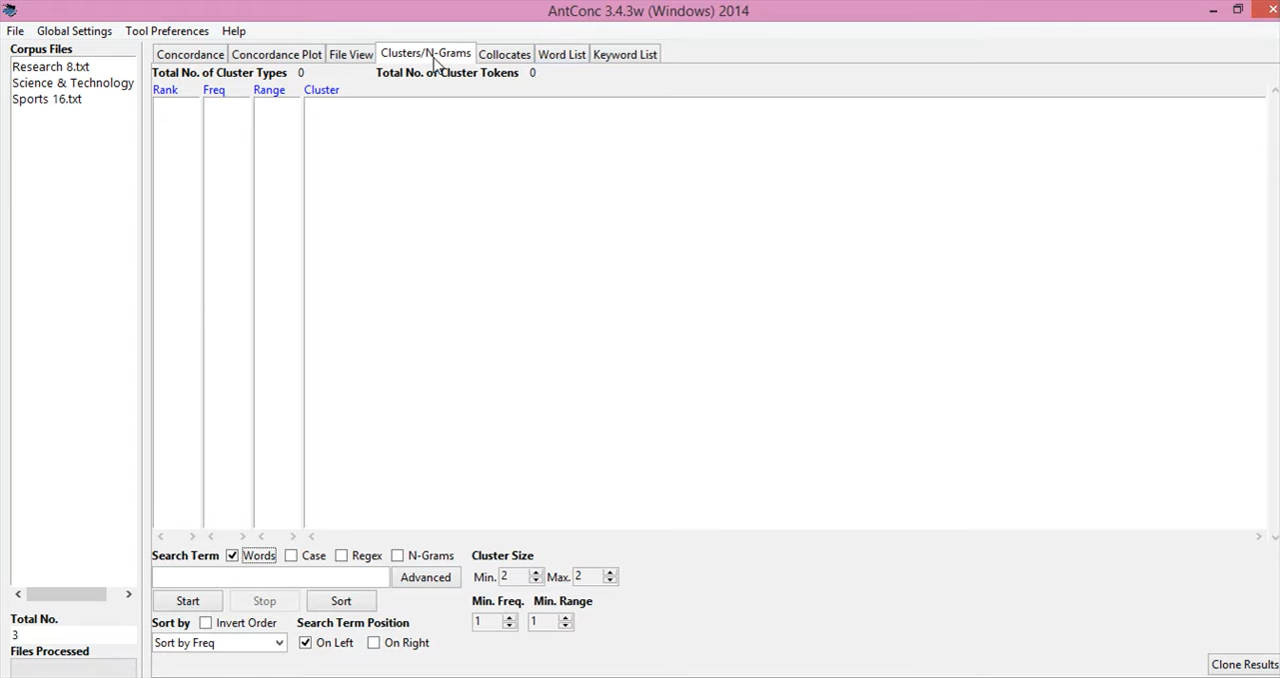 AntConc 3.4.3w (Windows) 2014
File Global Settings Tool Preferences Help
Corpus Files
Research 8.txt
Science & Technology
Sports 16.txt
Concordance Concordance Plot File View Clusters/N-Grams Collocates Word List Keyword List
Total No. of Cluster Types 0 Total No. of Cluster Tokens 0
Rank Freq Range Cluster
Search Term Words Case Regex N-Grams Cluster Size
Advanced Min. 2 Max. 2
Start Stop Sort Min. Freq. Min. Range
1 1
Sort by Invert Order Search Term Position
Sort by Freq On Left On Right
Total No.
3
Files Processed
Clone Results